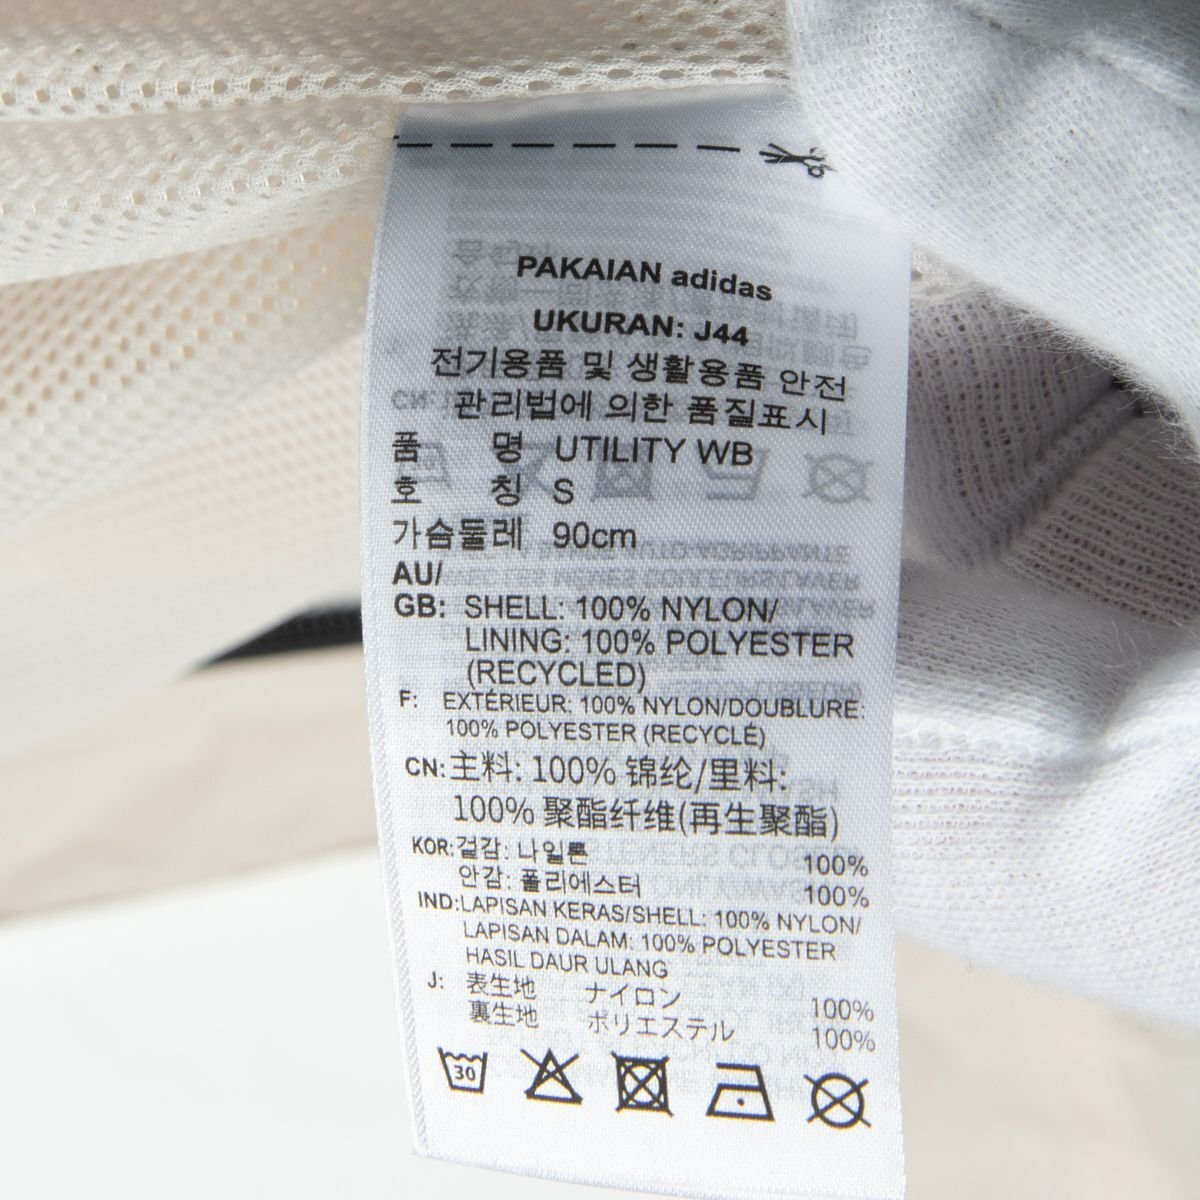 PAKAIAN adidas
UKURAN: J44
전기용품 및 생활용품 안전
관리법에 의한 품질표시
품 명 UTILITY WB
호 칭 S
가슴둘레 90cm
AU/
GB: SHELL: 100% NYLON/
LINING: 100% POLYESTER
(RECYCLED)
F: EXTÉRIEUR: 100% NYLON/DOUBLURE:
100% POLYESTER (RECYCLÉ)
CN: 主料: 100% 锦纶/里料:
100% 聚酯纤维(再生聚酯)
KOR: 겉감: 나일론 100%
안감: 폴리에스터 100%
IND: LAPISAN KERAS/SHELL: 100% NYLON/
LAPISAN DALAM: 100% POLYESTER
HASIL DAUR ULANG
J: 表生地 ナイロン 100%
裏生地 ポリエステル 100%
30